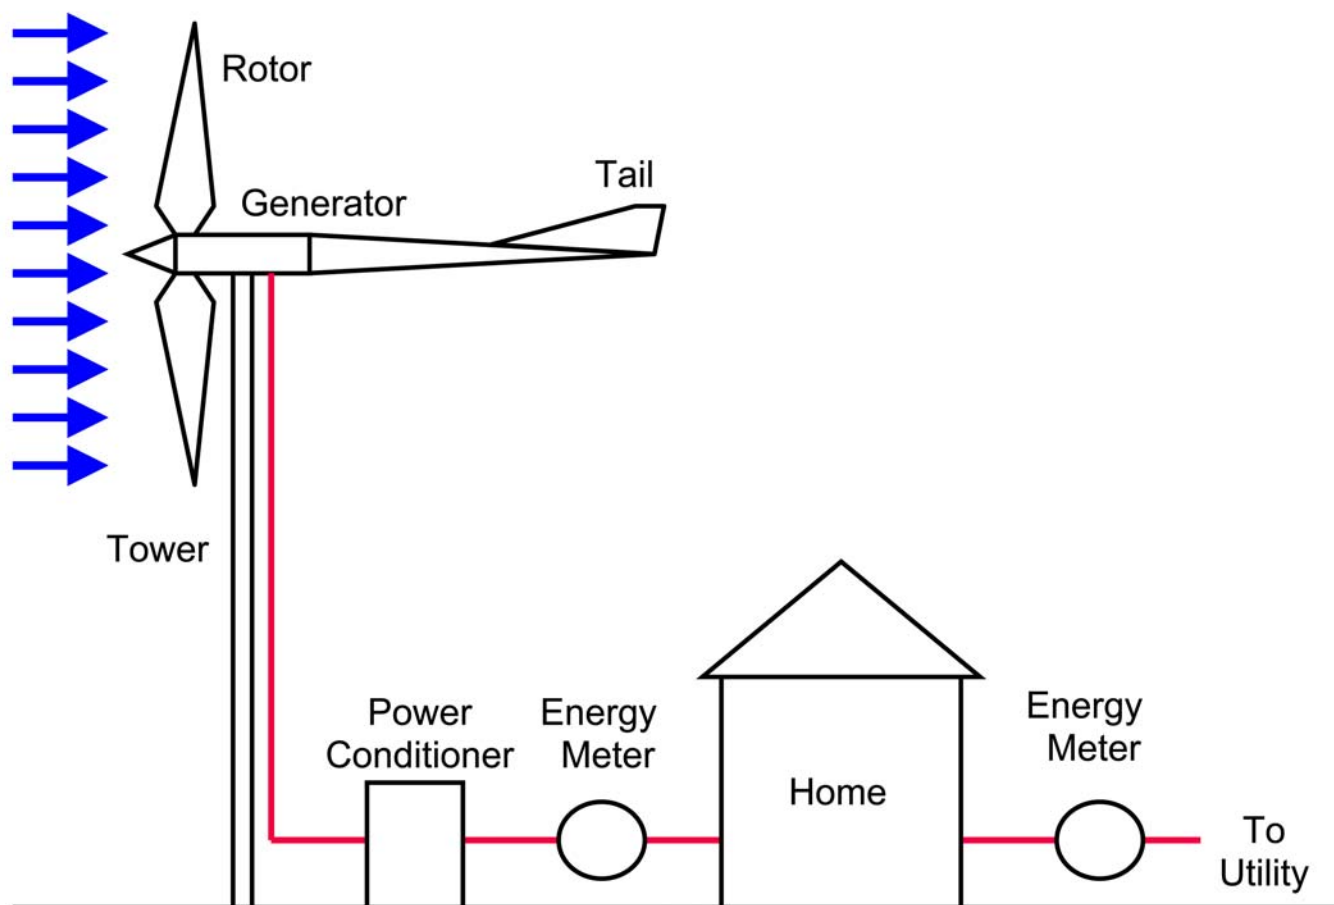 Rotor
Tail
Generator
Tower
Power
Conditioner
Energy
Meter
Home
Energy
Meter
To
Utility